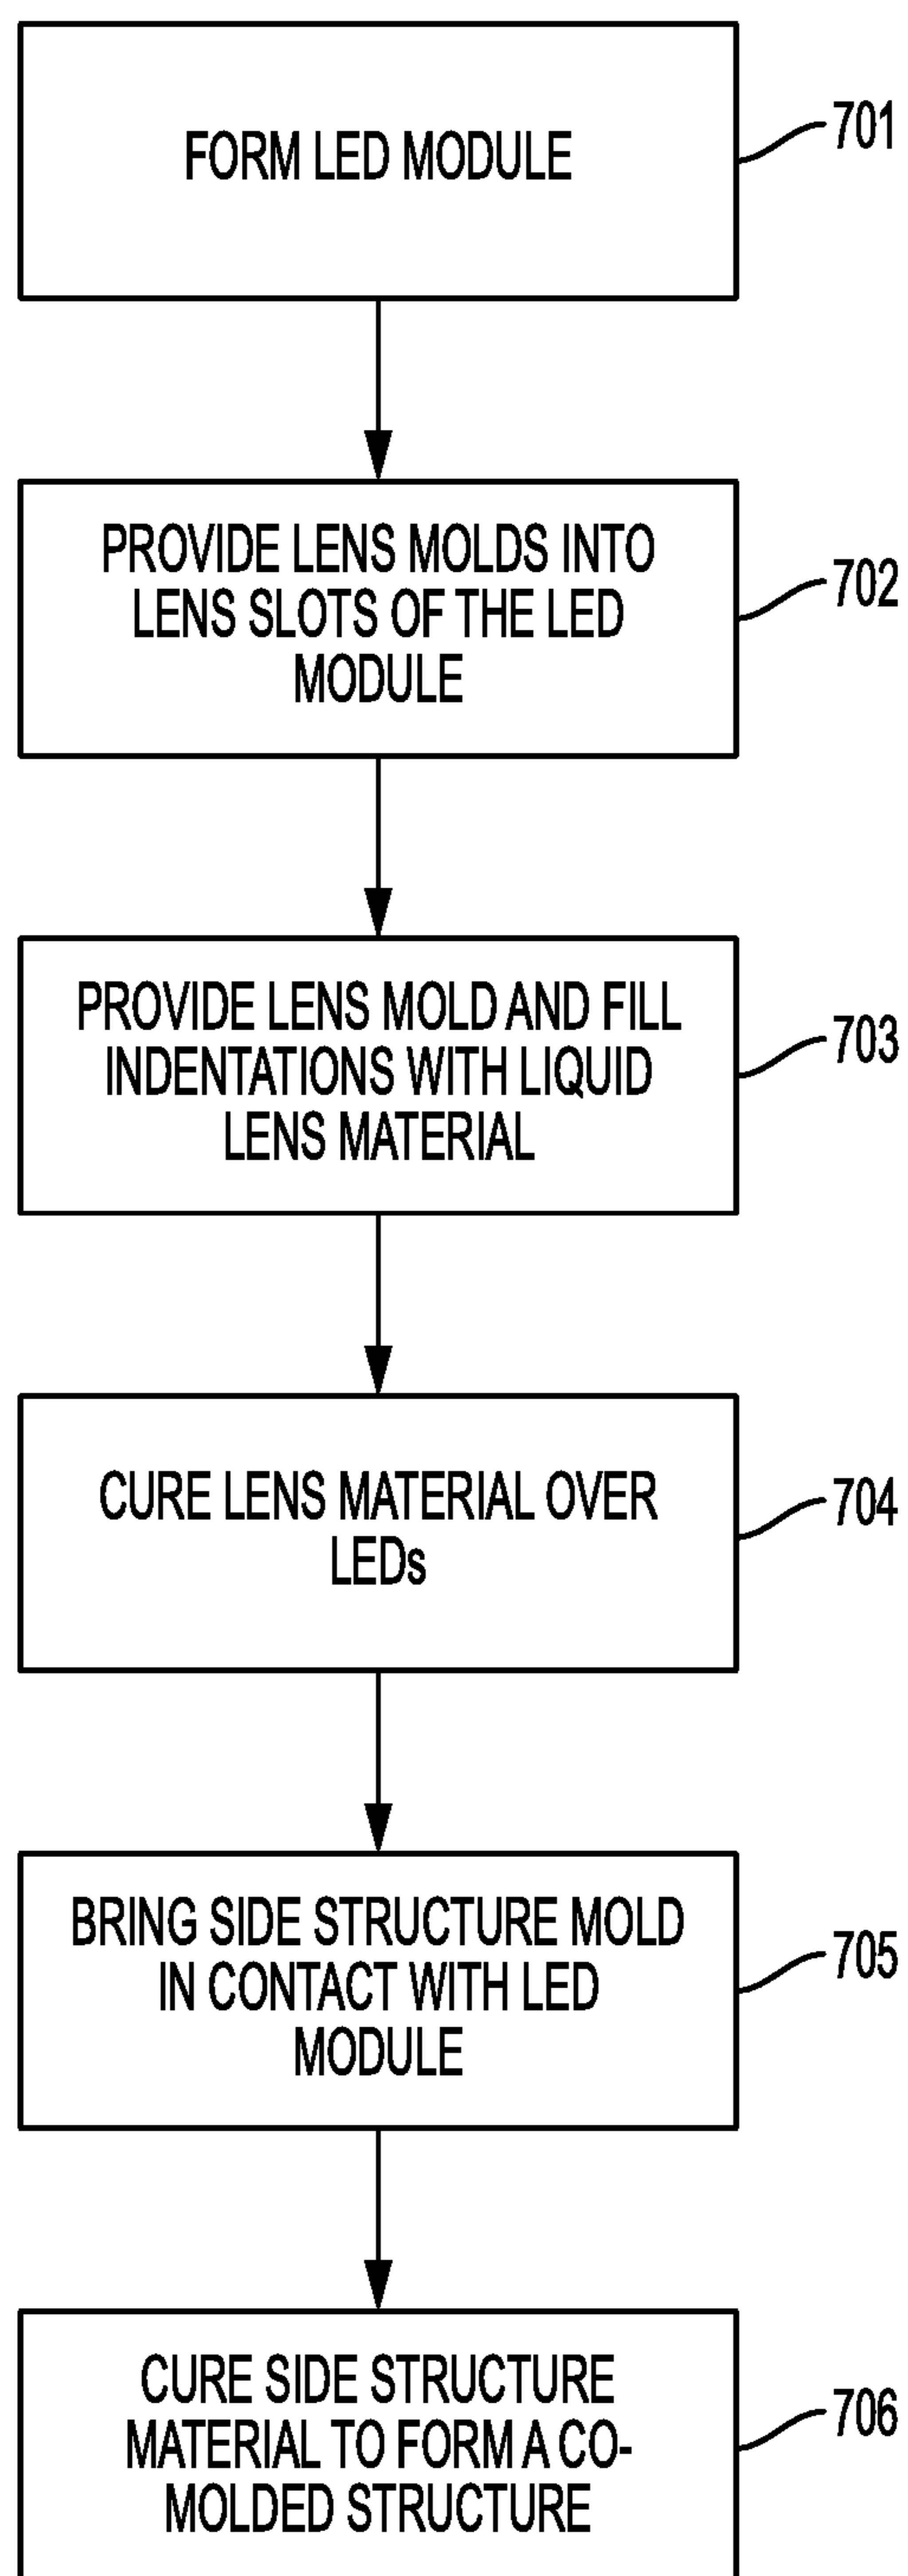 FORM LED MODULE
701
PROVIDE LENS MOLDS INTO
LENS SLOTS OF THE LED
MODULE
702
PROVIDE LENS MOLD AND FILL
INDENTATIONS WITH LIQUID
LENS MATERIAL
703
CURE LENS MATERIAL OVER
LEDs
704
BRING SIDE STRUCTURE MOLD
IN CONTACT WITH LED
MODULE
705
CURE SIDE STRUCTURE
MATERIAL TO FORM A CO-
MOLDED STRUCTURE
706